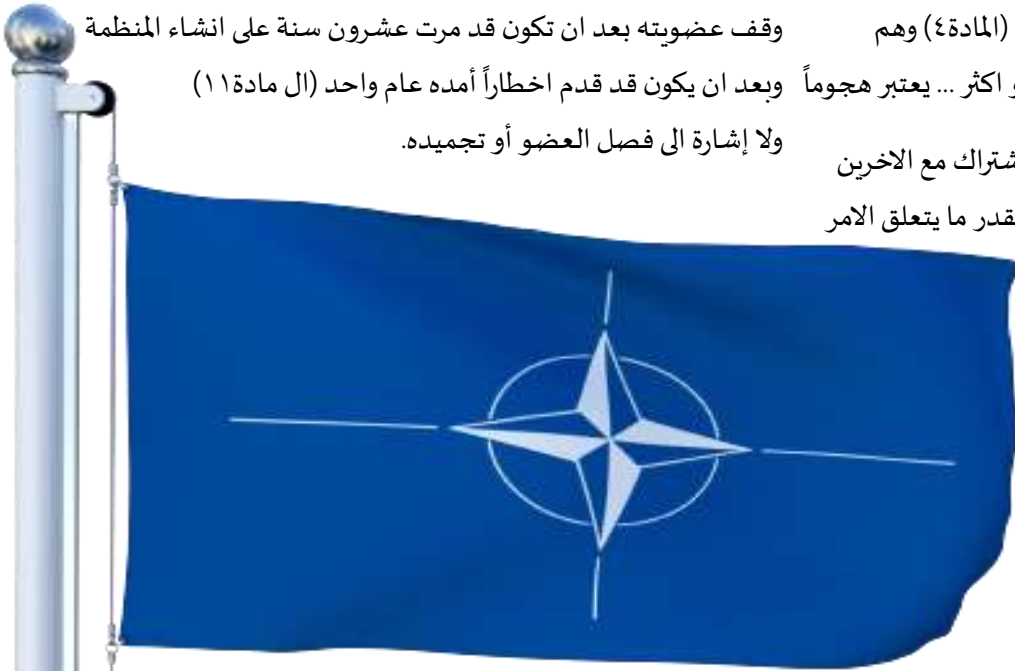 (المادة٤) وهم
و اكثر ... يعتبر هجوماً
شتراك مع الاخرين
قدر ما يتعلق الامر
وقف عضويته بعد ان تكون قد مرت عشرون سنة على انشاء المنظمة
وبعد ان يكون قد قدم اخطاراً أمده عام واحد (ال مادة١١)
ولا إشارة الى فصل العضو أو تجميده.